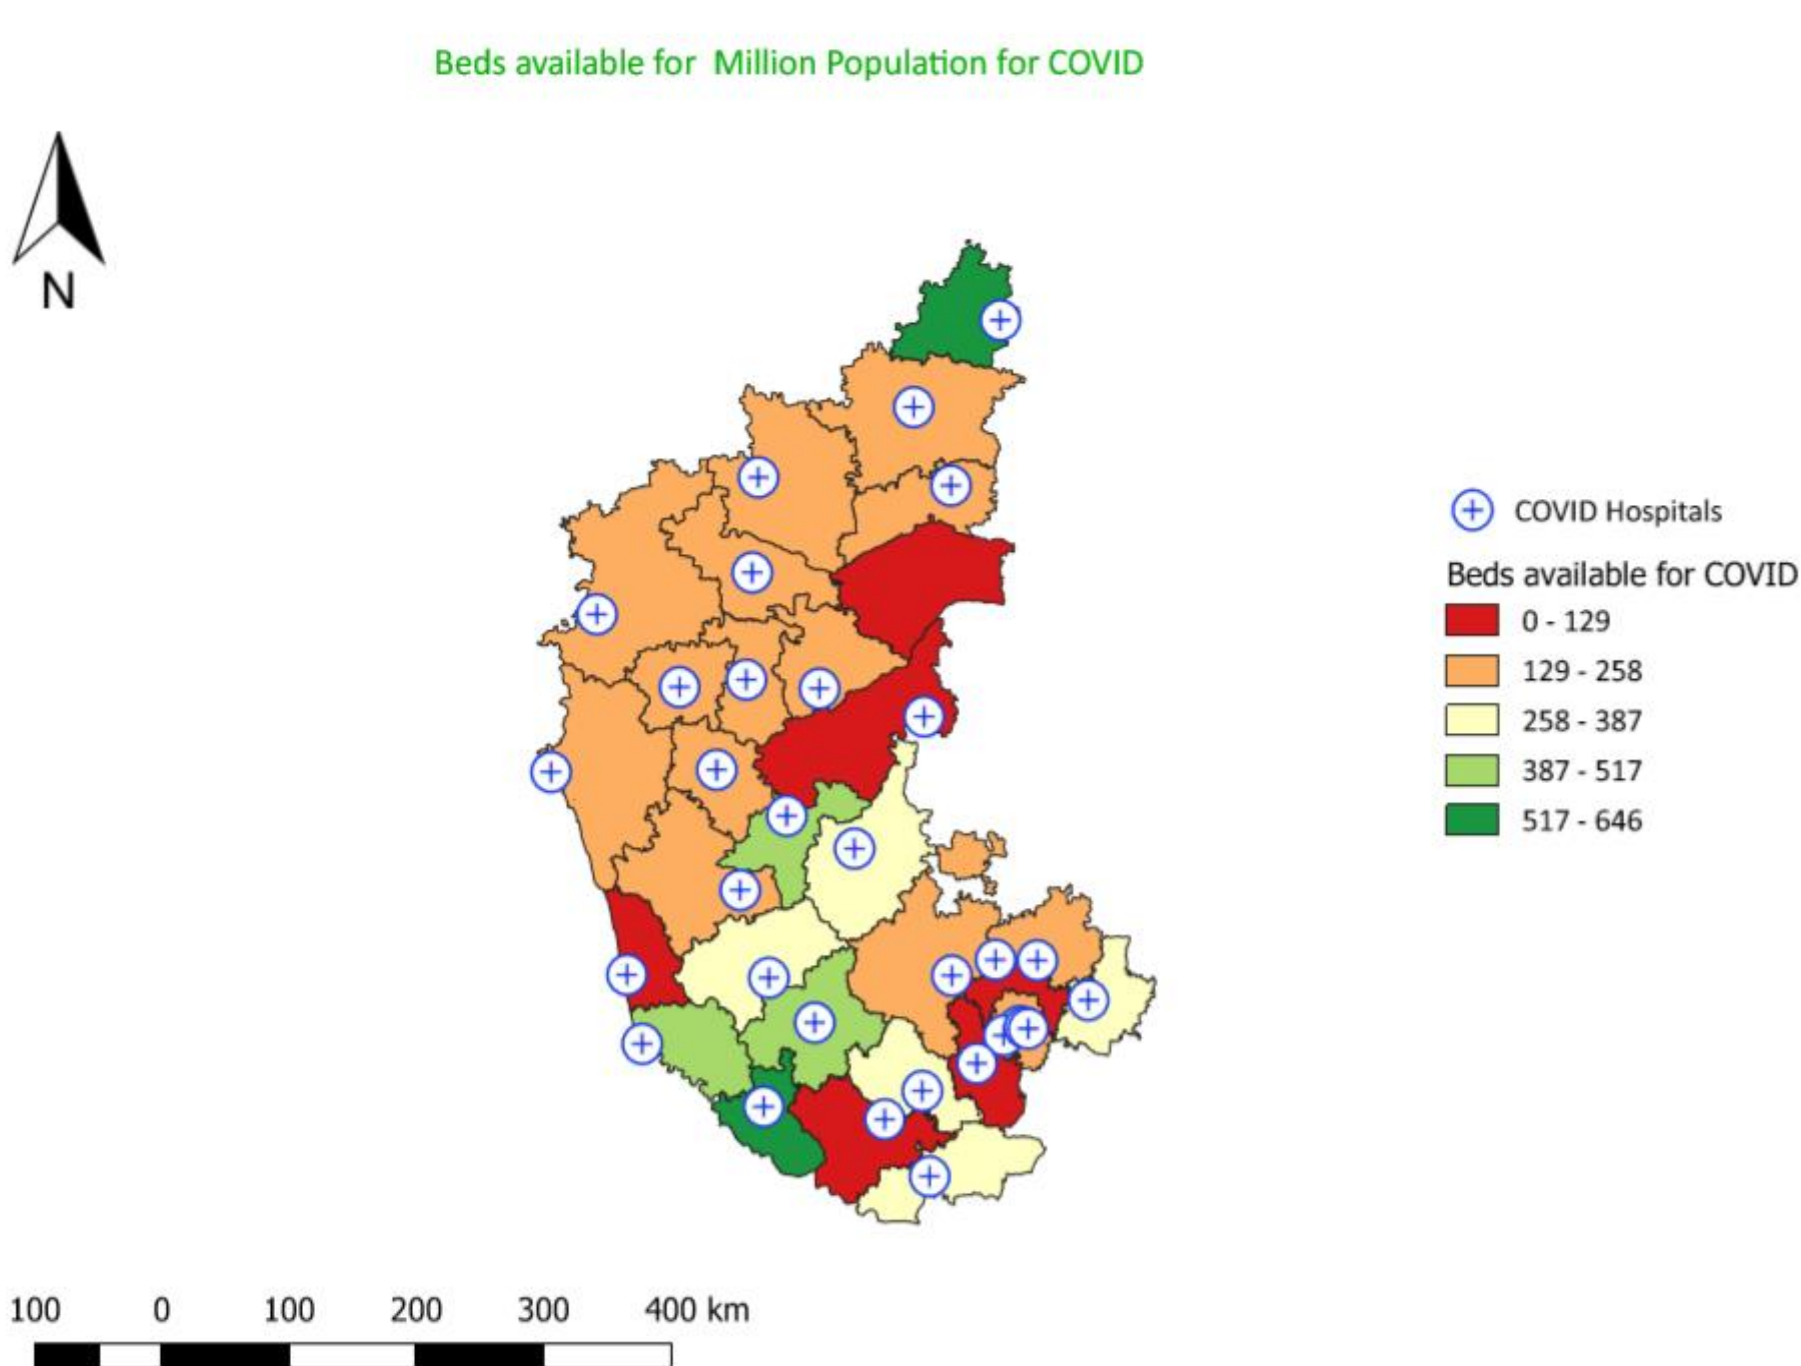 Beds available for  Million Population for COVID
N
COVID Hospitals
Beds available for COVID
0 - 129
129 - 258
258 - 387
387 - 517
517 - 646
100 0 100 200 300 400 km